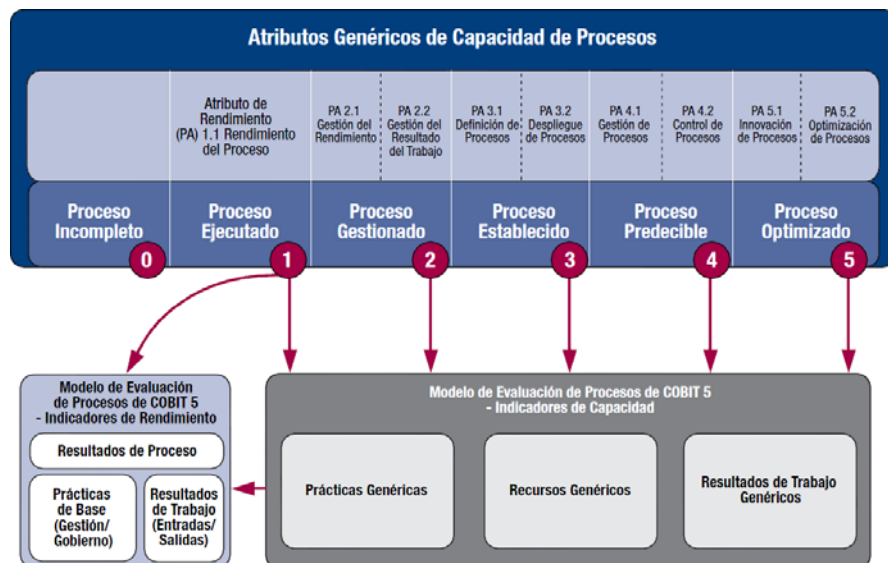 Atributos Genéricos de Capacidad de Procesos
Atributo de
Rendimiento
(PA) 1.1 Rendimiento
del Proceso
PA 2.1
Gestión del
Rendimiento
PA 2.2
Gestión del
Resultado
del Trabajo
PA 3.1
Definición de
Procesos
PA 3.2
Despliegue
de Procesos
PA 4.1
Gestión de
Procesos
PA 4.2
Control de
Procesos
PA 5.1
Innovación
de Procesos
PA 5.2
Optimización
de Procesos
Proceso
Incompleto
0
Proceso
Ejecutado
1
Proceso
Gestionado
2
Proceso
Establecido
3
Proceso
Predecible
4
Proceso
Optimizado
5
Modelo de Evaluación
de Procesos de COBIT 5
- Indicadores de Rendimiento
Resultados de Proceso
Prácticas
de Base
(Gestión/
Gobierno)
Resultados
de Trabajo
(Entradas/
Salidas)
Modelo de Evaluación de Procesos de COBIT 5
- Indicadores de Capacidad
Prácticas Genéricas
Recursos Genéricos
Resultados de Trabajo
Genéricos